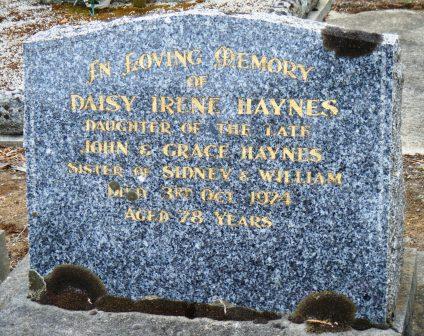 In Loving Memory
OF
DAISY IRENE HAYNES
DAUGHTER OF THE LATE
JOHN & GRACE HAYNES
SISTER OF SIDNEY & WILLIAM
DIED 3RD OCT. 1974
AGED 78 YEARS